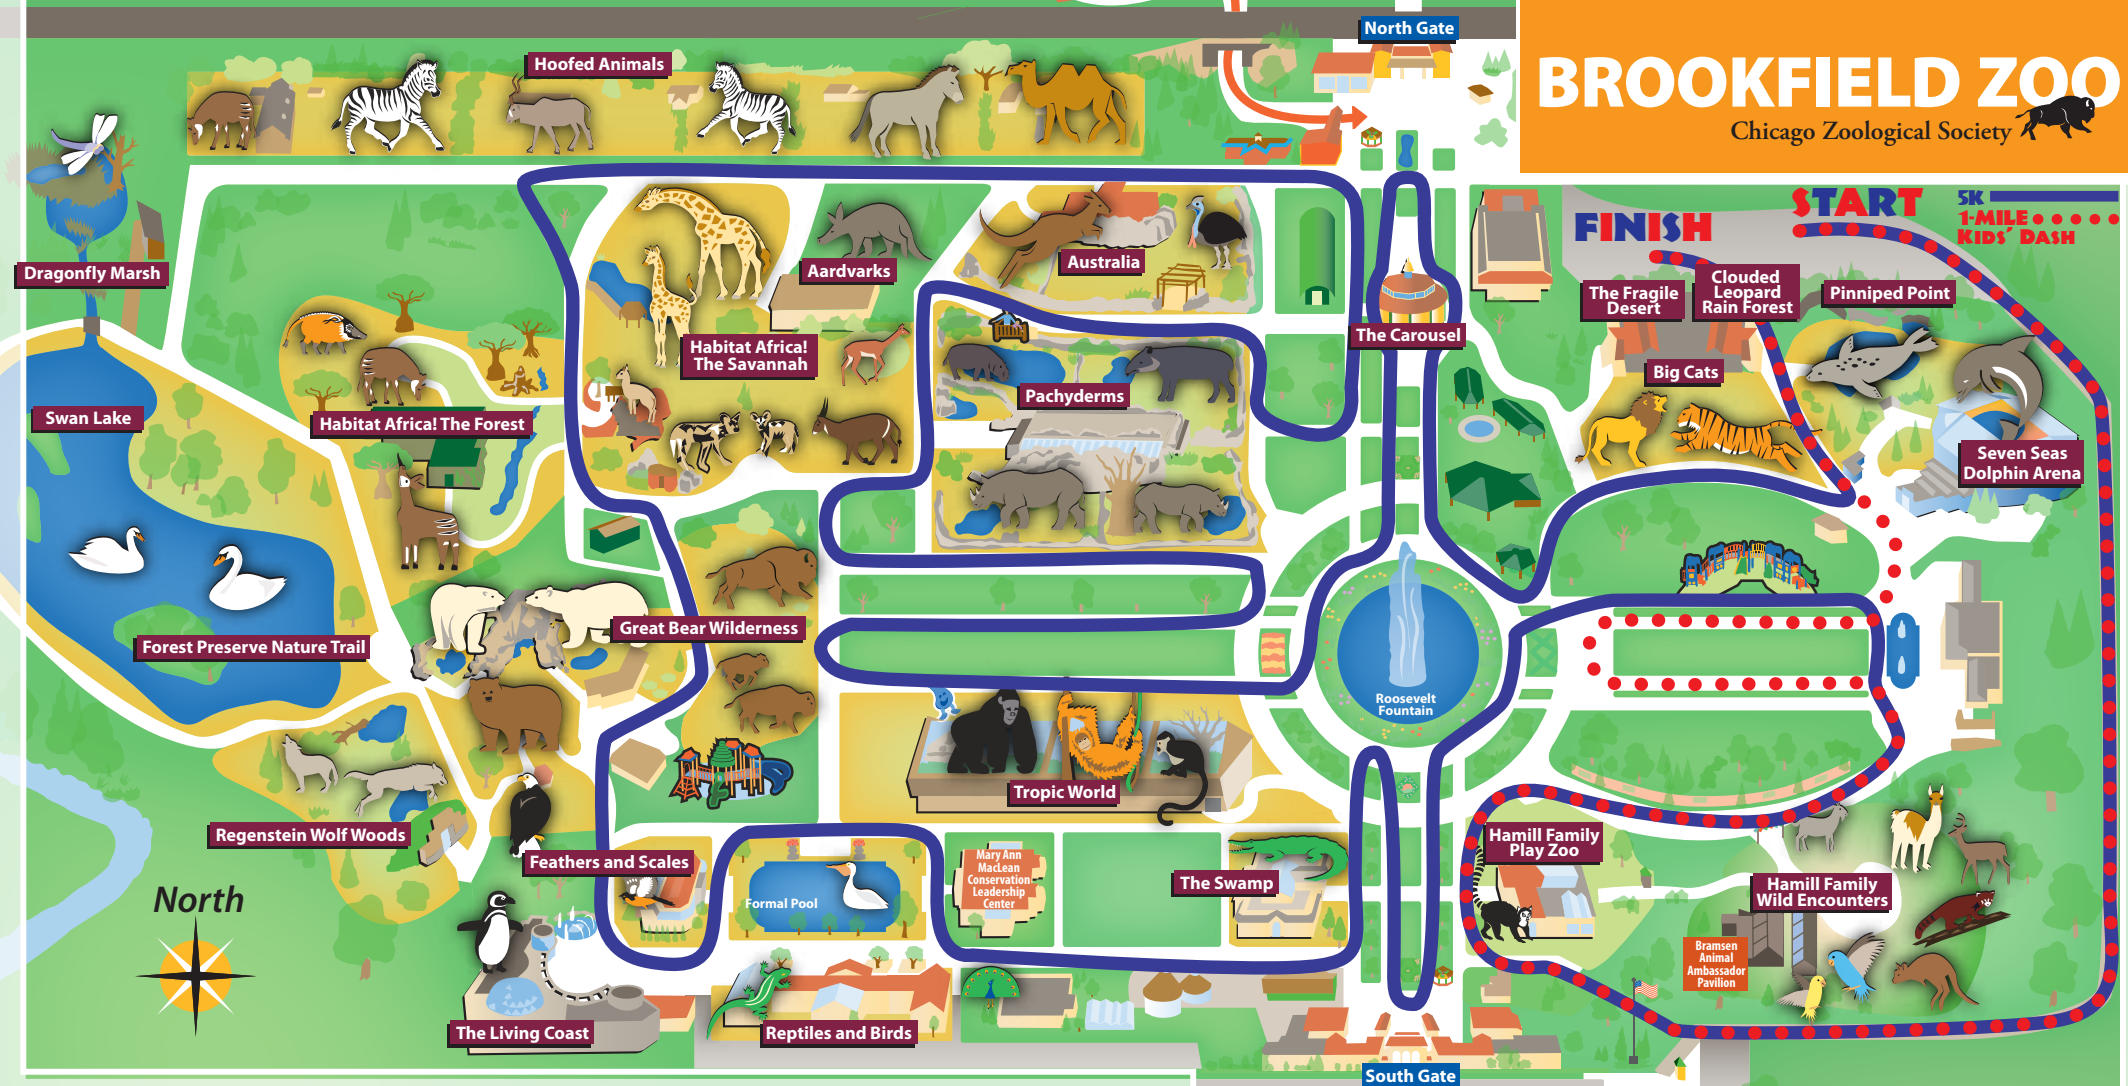 North Gate
BROOKFIELD ZOO
Chicago Zoological Society
Hoofed Animals
START
FINISH
5K
1-MILE
KIDS' DASH
Dragonfly Marsh
Aardvarks
Australia
The Fragile
Desert
Clouded
Leopard
Rain Forest
Pinniped Point
The Carousel
Habitat Africa!
The Savannah
Big Cats
Pachyderms
Swan Lake
Habitat Africa! The Forest
Seven Seas
Dolphin Arena
Great Bear Wilderness
Forest Preserve Nature Trail
Roosevelt
Fountain
Tropic World
Regenstein Wolf Woods
Feathers and Scales
Hamill Family
Play Zoo
Mary Ann
MacLean
Conservation
Leadership
Center
The Swamp
Formal Pool
Hamill Family
Wild Encounters
North
Bramsen
Animal
Ambassador
Pavilion
The Living Coast
Reptiles and Birds
South Gate